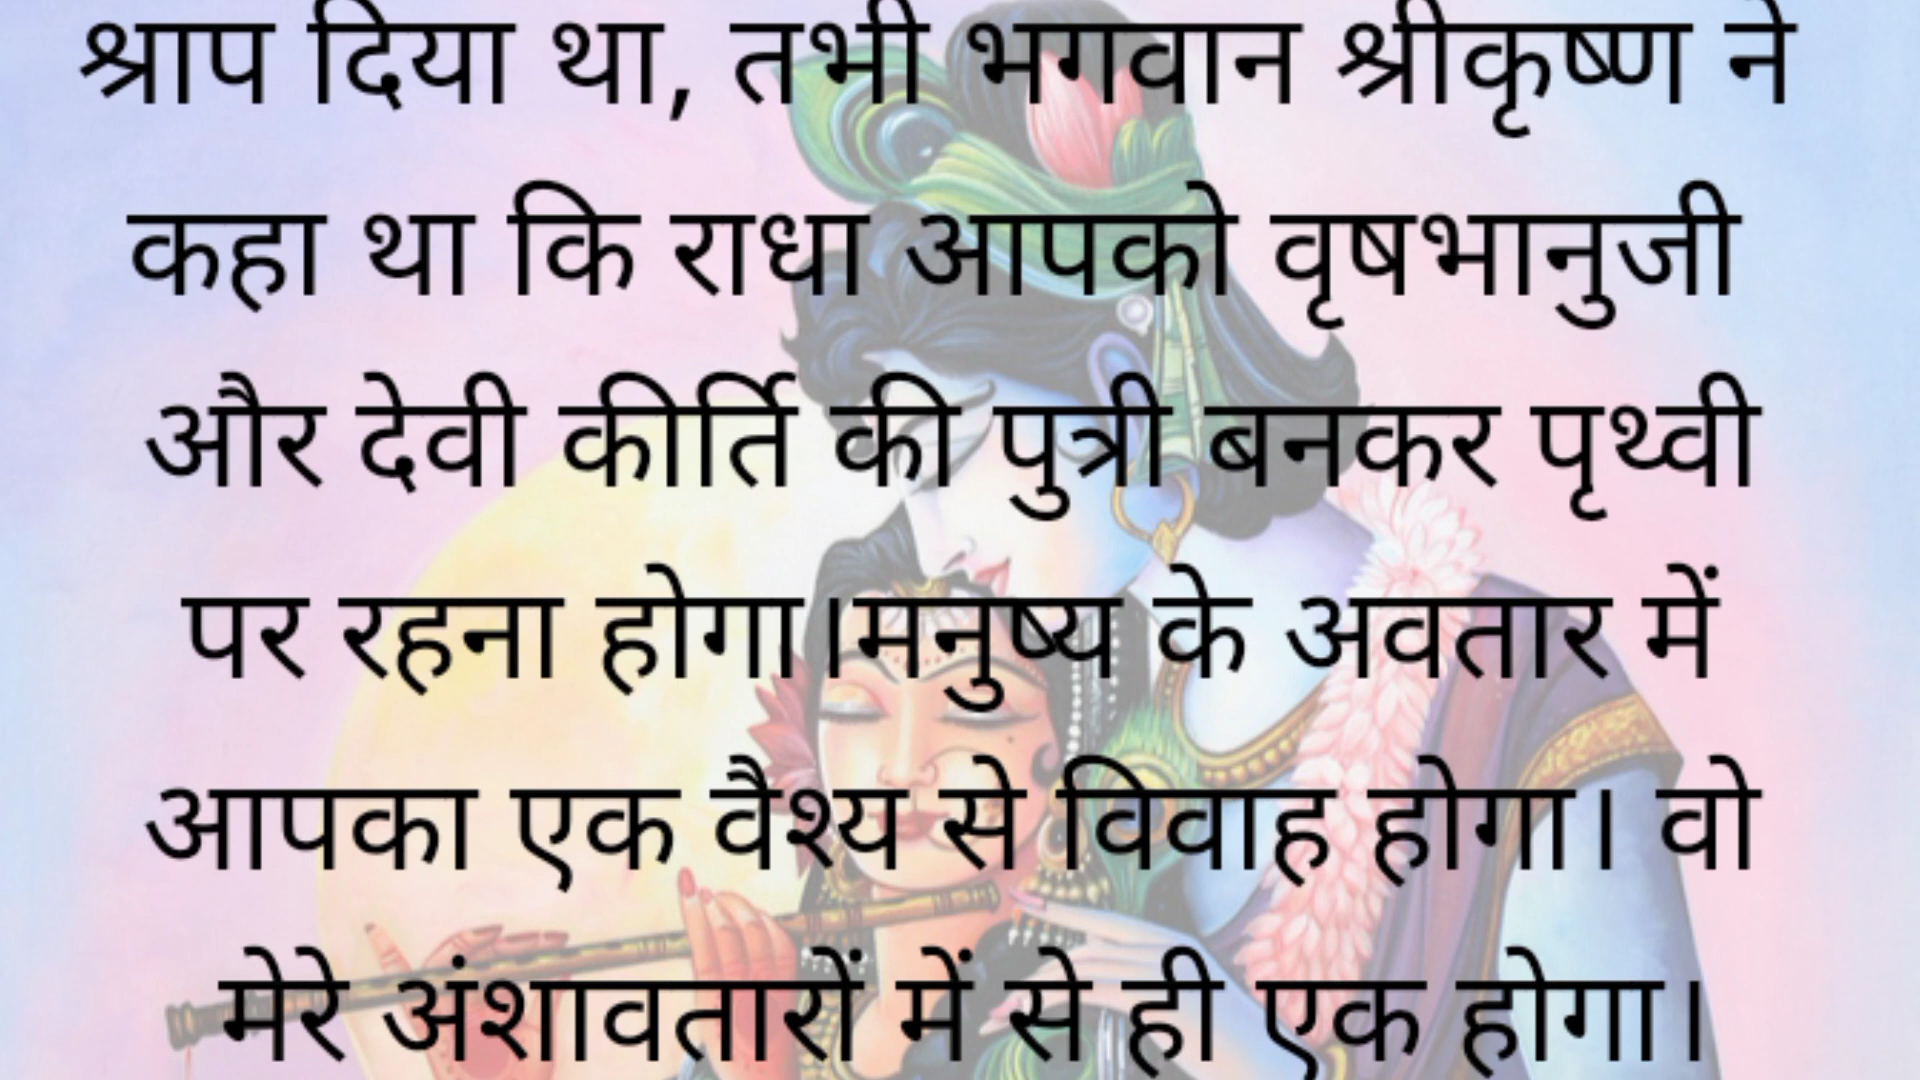 श्राप दिया था, तभी भगवान श्रीकृष्ण ने
कहा था कि राधा आपको वृषभानुजी
और देवी कीर्ति की पुत्री बनकर पृथ्वी
पर रहना होगा।मनुष्य के अवतार में
आपका एक वैश्य से विवाह होगा। वो
मेरे अंशावतारों में से ही एक होगा।